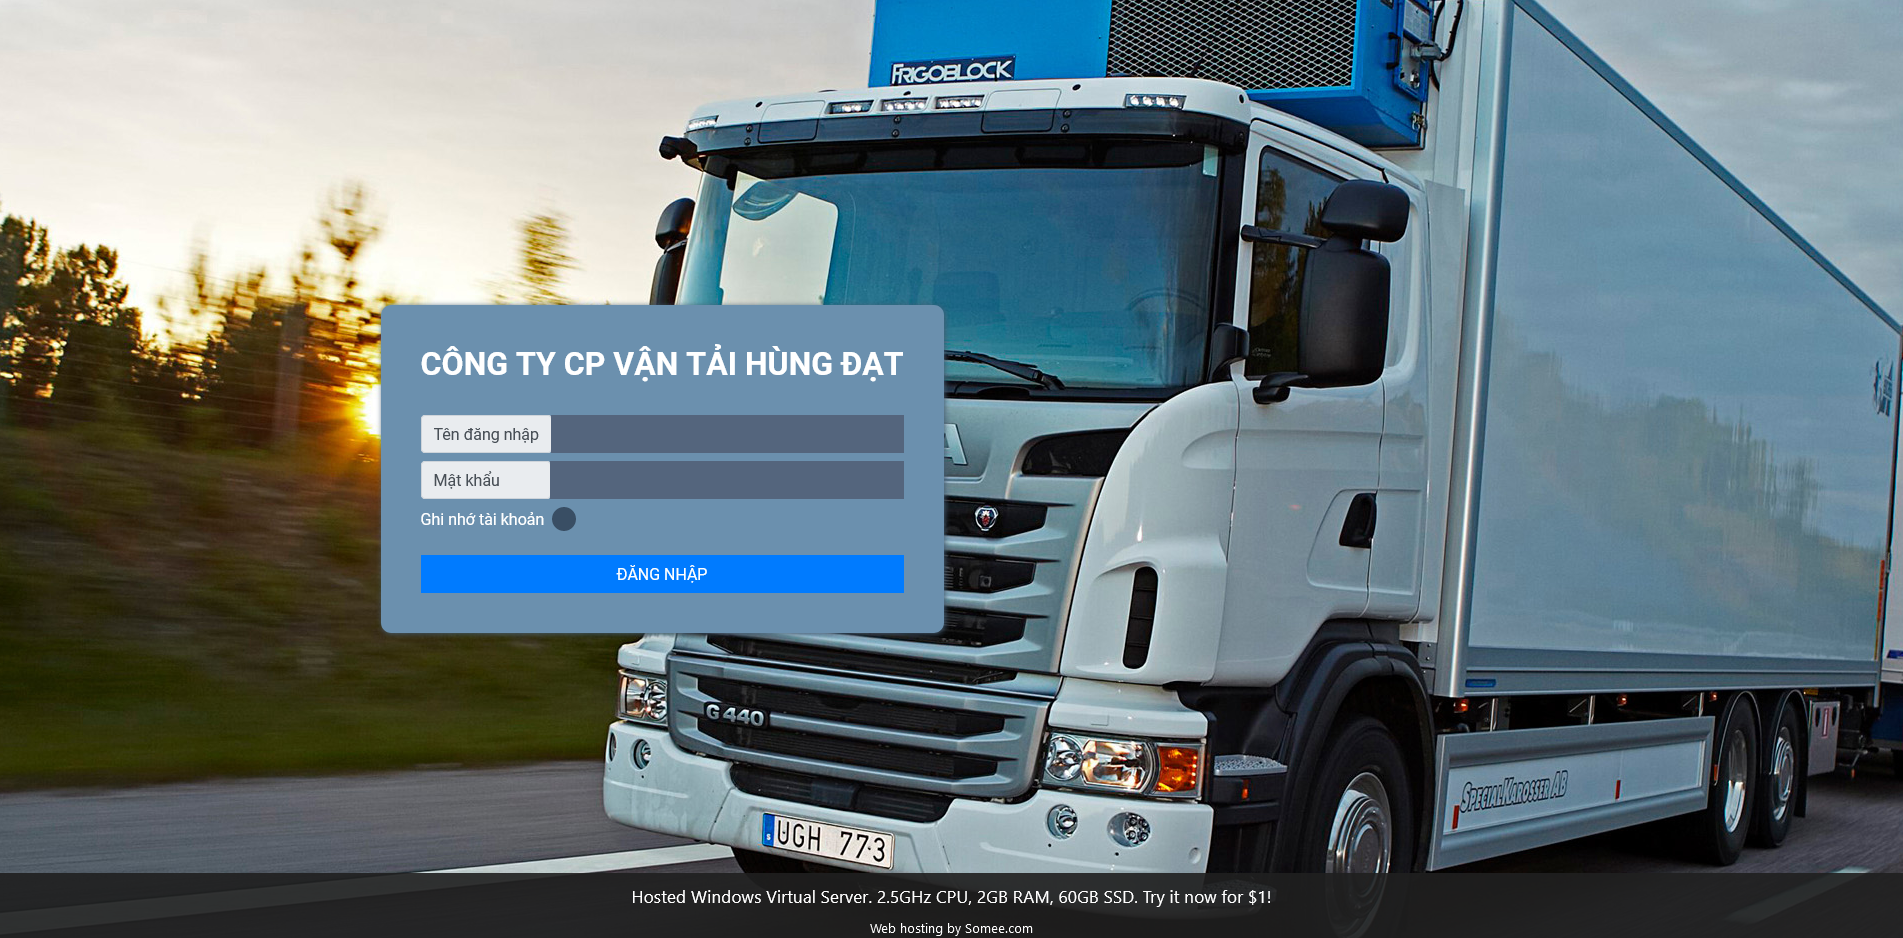 FRIGOBLOCK
CÔNG TY CP VẬN TẢI HÙNG ĐẠT
Tên đăng nhập
Mật khẩu
Ghi nhớ tài khoản
ĐĂNG NHẬP
G 440
SPECIALKAROSSER AB
S
UGH 773
Hosted Windows Virtual Server. 2.5GHz CPU, 2GB RAM, 60GB SSD. Try it now for $1!
Web hosting by Somee.com